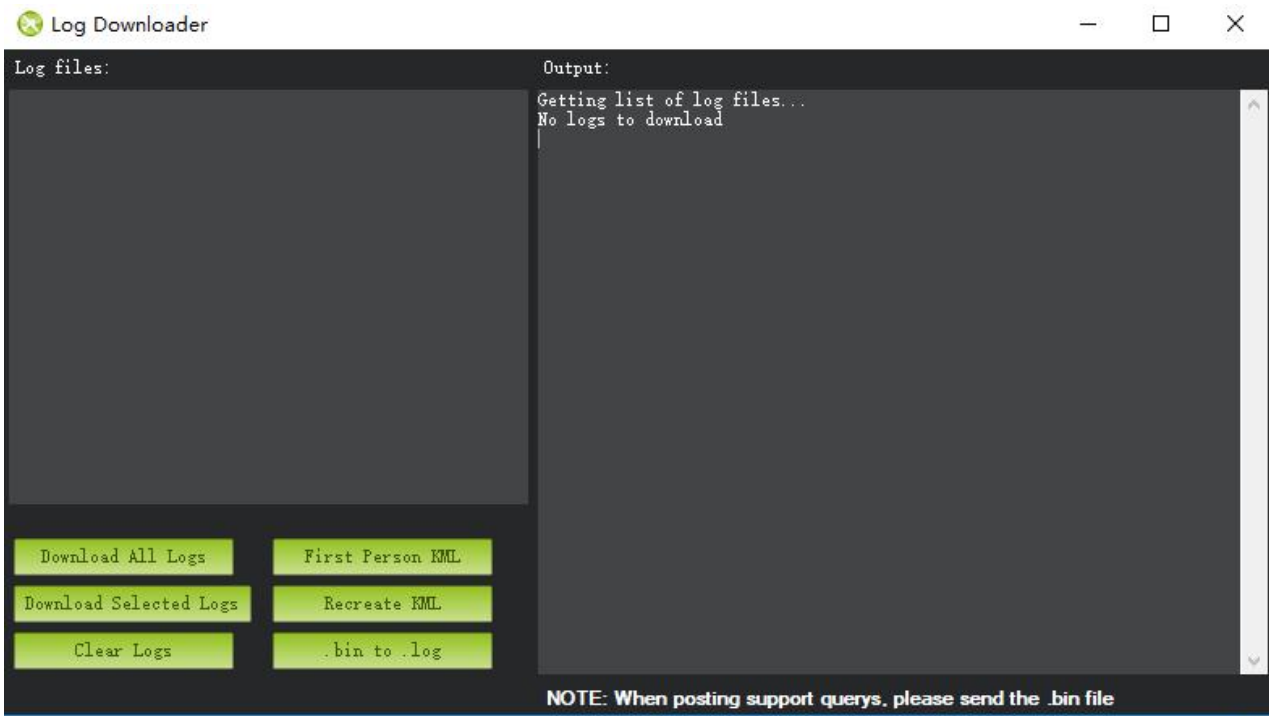 Log Downloader
Log files:
Output:
Getting list of log files...
No logs to download
Download All Logs
First Person KML
Download Selected Logs
Recreate KML
Clear Logs
.bin to .log
NOTE: When posting support querys, please send the .bin file